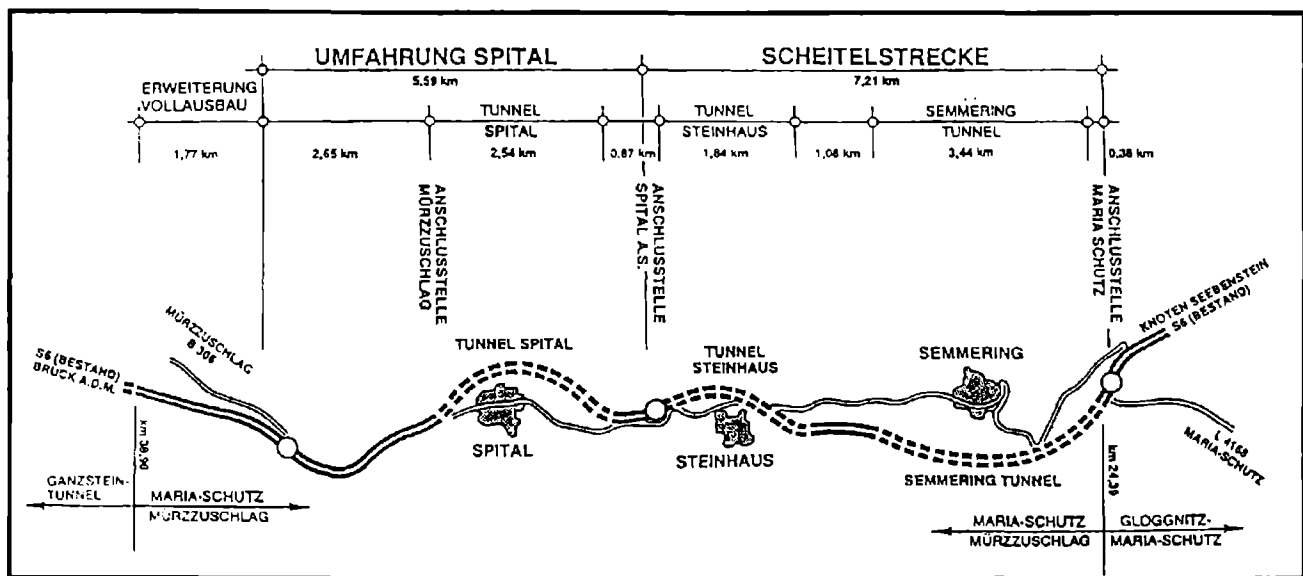 UMFAHRUNG SPITAL
SCHEITELSTRECKE
5,59 km
7,21 km
ERWEITERUNG
VOLLAUSBAU
TUNNEL
SPITAL
TUNNEL
STEINHAUS
SEMMERING
TUNNEL
1,77 km
2,65 km
2,54 km
0,87 km
1,84 km
1,08 km
3,44 km
0,38 km
ANSCHLUSSTELLE
MÜRZZUSCHLAG
ANSCHLUSSTELLE
SPITAL A.S.
ANSCHLUSSTELLE
MARIA SCHUTZ
KNOTEN SEEBENSTEIN
S6 (BESTAND)
MÜRZZUSCHLAG
B 306
S6 (BESTAND)
BRUCK A.D.M.
TUNNEL SPITAL
TUNNEL
STEINHAUS
SEMMERING
SPITAL
STEINHAUS
SEMMERING TUNNEL
L 4168
MARIA-SCHUTZ
km 38,90
km 24,39
GANZSTEIN-
TUNNEL
MARIA-SCHUTZ
MÜRZZUSCHLAG
MARIA-SCHUTZ
MÜRZZUSCHLAG
GLOGGNITZ-
MARIA-SCHUTZ